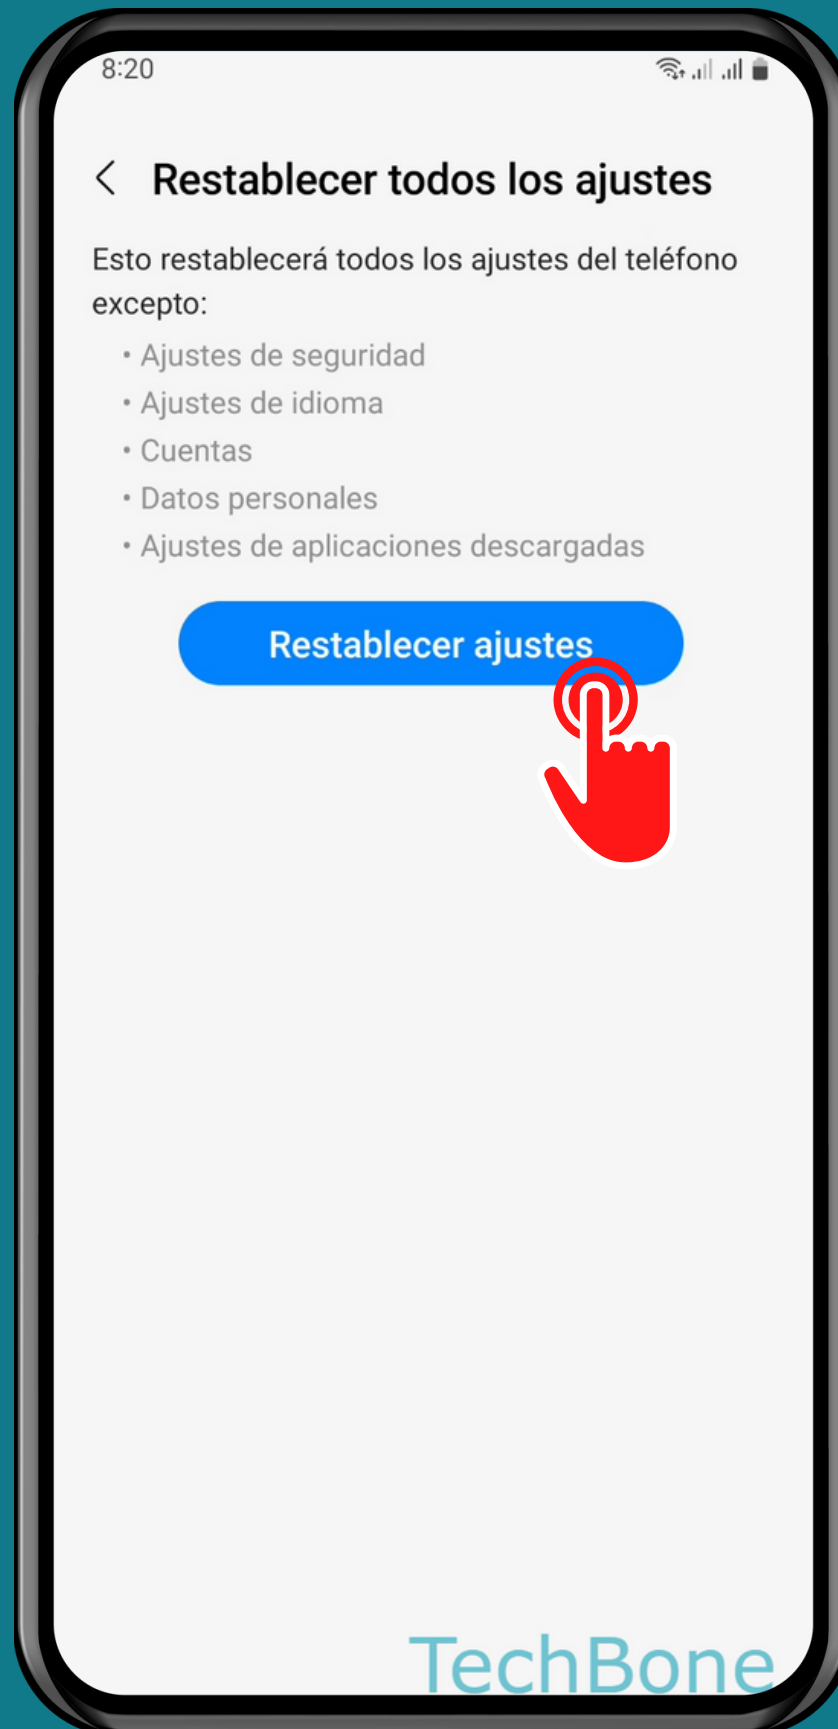 8:20
Restablecer todos los ajustes
Esto restablecerá todos los ajustes del teléfono
excepto:
• Ajustes de seguridad
• Ajustes de idioma
• Cuentas
• Datos personales
• Ajustes de aplicaciones descargadas
Restablecer ajustes
TechBone